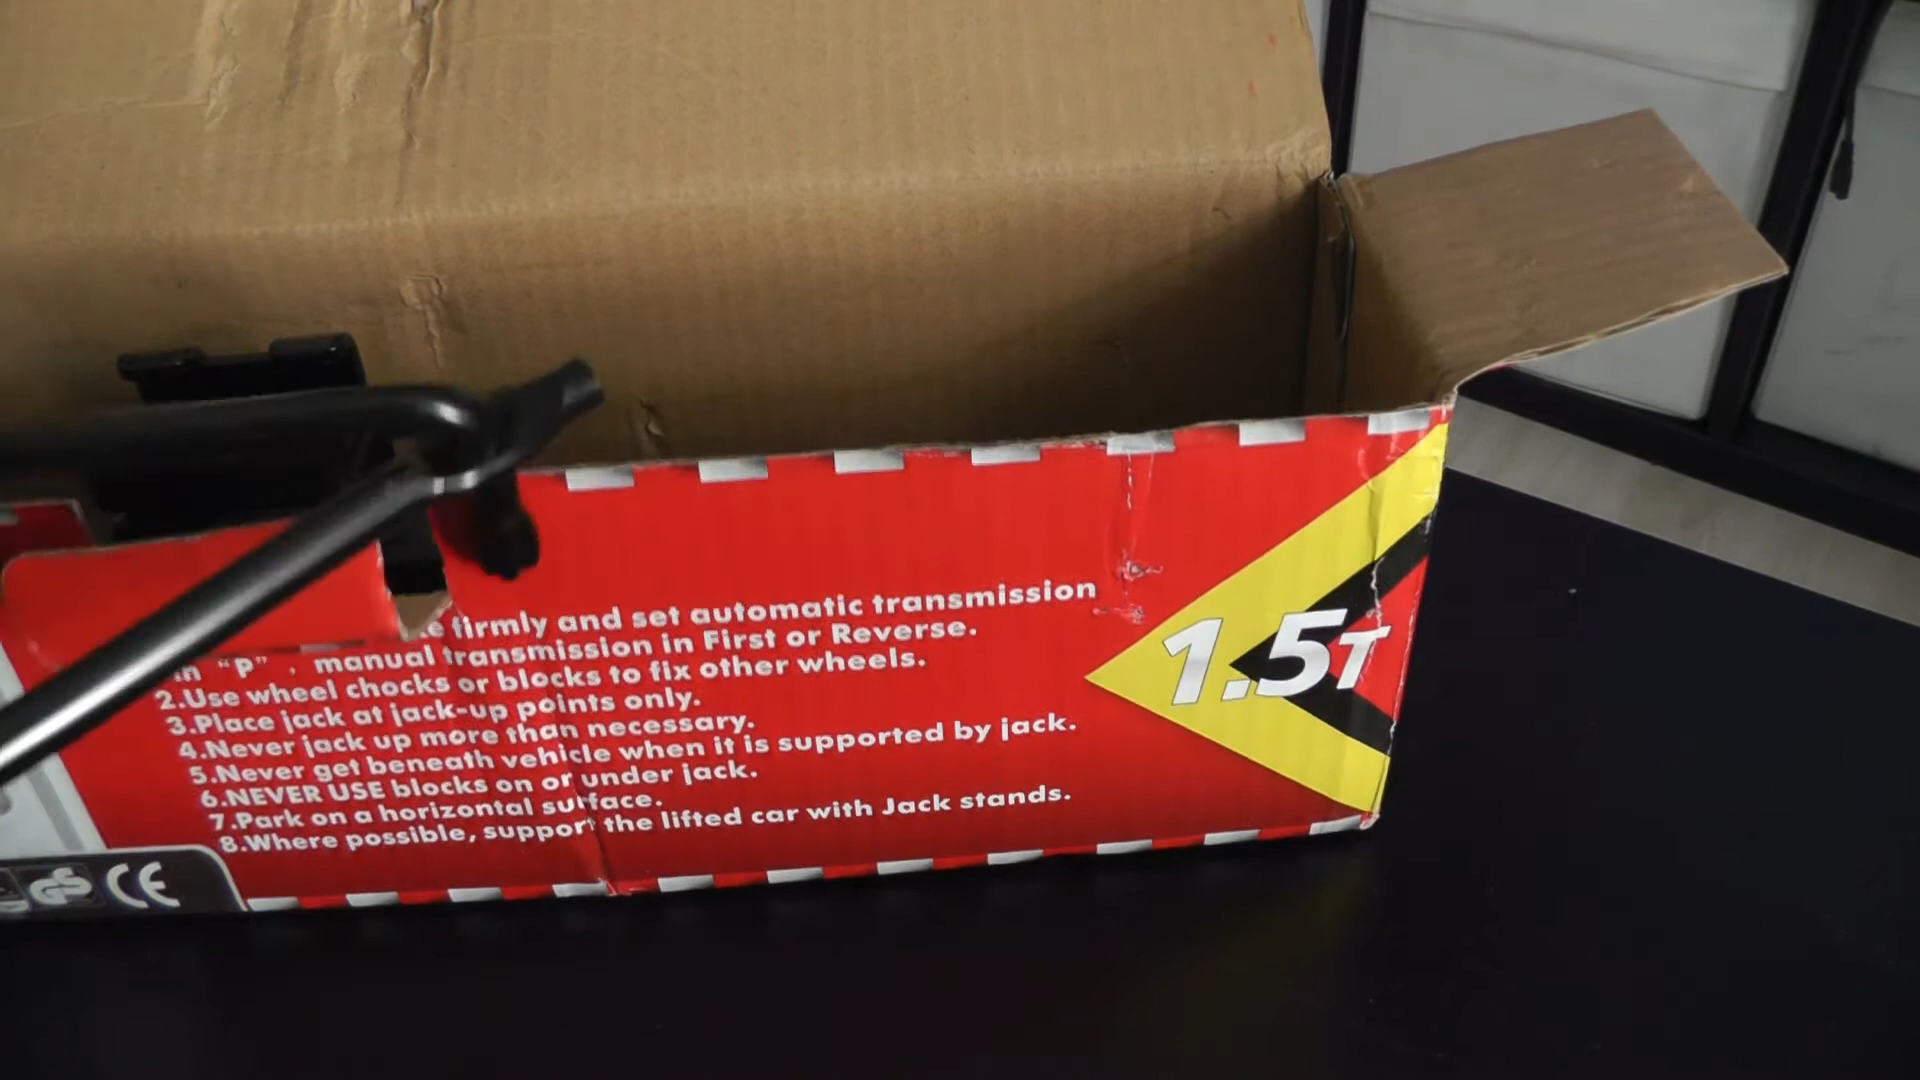 firmly and set automatic transmission
in “P” , manual transmission in First or Reverse.
2.Use wheel chocks or blocks to fix other wheels.
3.Place jack at jack-up points only.
4.Never jack up more than necessary.
5.Never get beneath vehicle when it is supported by jack.
6.NEVER USE blocks on or under jack.
7.Park on a horizontal surface.
8.Where possible, support the lifted car with Jack stands.
1.5T
GS CE